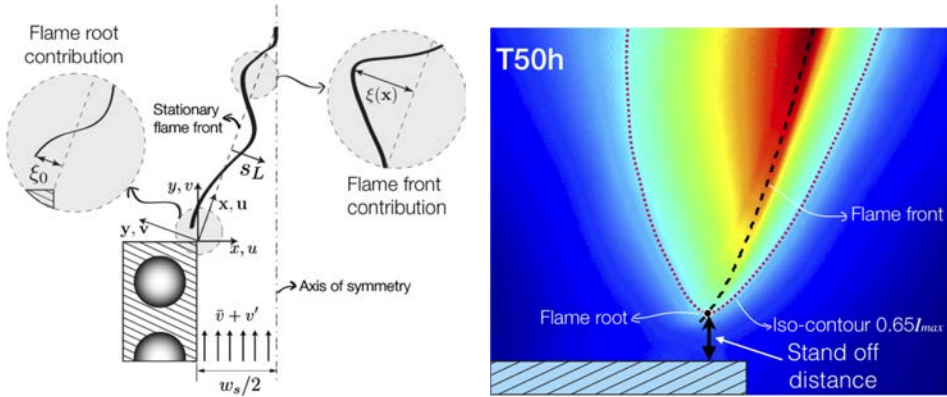 Flame root
contribution
ξ₀
Stationary
flame front
s_L
ξ(x)
Flame front
contribution
y, v
x, u
y, v
x, u
Axis of symmetry
v̄ + v′
w_s/2
T50h
Flame front
Flame root
Iso-contour 0.65I_max
Stand off
distance